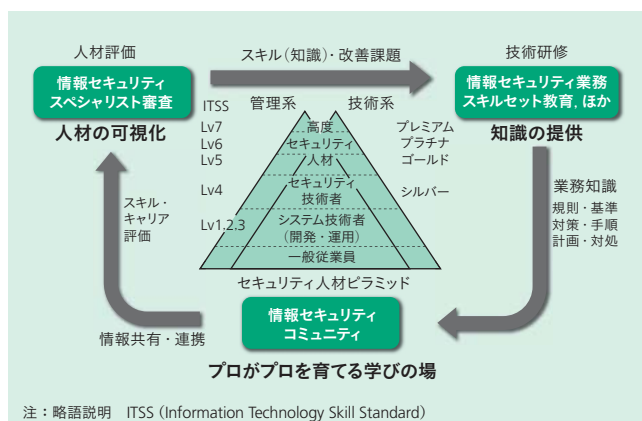 人材評価
情報セキュリティ
スペシャリスト審査
人材の可視化
スキル(知識)・改善課題
技術研修
情報セキュリティ業務
スキルセット教育, ほか
知識の提供
ITSS
管理系
技術系
Lv7
Lv6
Lv5
高度
セキュリティ
人材
プレミアム
プラチナ
ゴールド
Lv4
セキュリティ
技術者
シルバー
Lv1.2.3
システム技術者
(開発・運用)
一般従業員
セキュリティ人材ピラミッド
業務知識
規則・基準
対策・手順
計画・対処
スキル・
キャリア
評価
情報共有・連携
情報セキュリティ
コミュニティ
プロがプロを育てる学びの場
注:略語説明 ITSS (Information Technology Skill Standard)